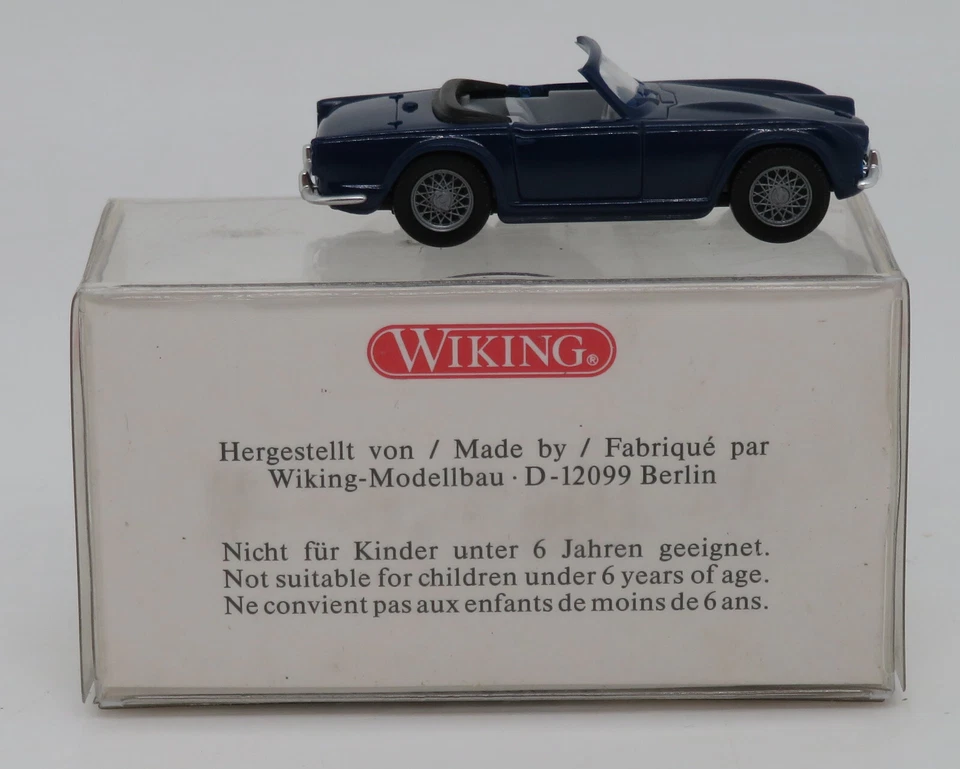 WIKING®
Hergestellt von / Made by / Fabriqué par
Wiking-Modellbau · D-12099 Berlin
Nicht für Kinder unter 6 Jahren geeignet.
Not suitable for children under 6 years of age.
Ne convient pas aux enfants de moins de 6 ans.